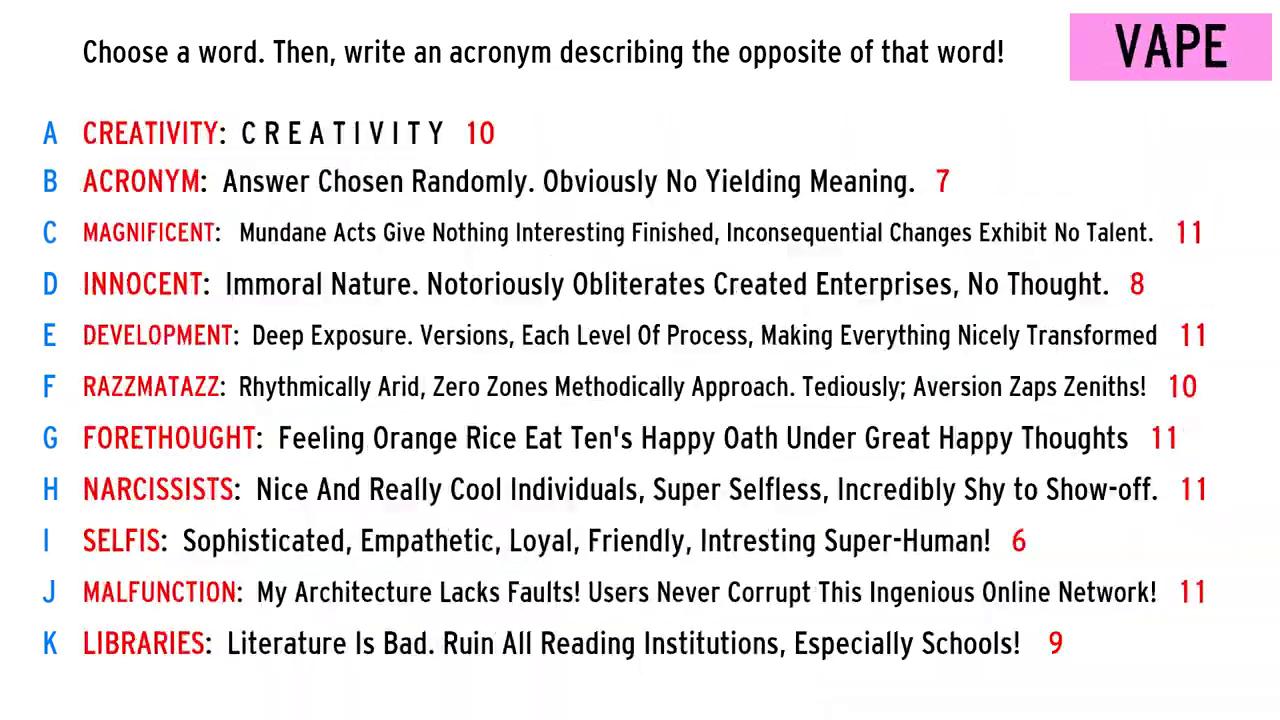 Choose a word. Then, write an acronym describing the opposite of that word!
VAPE
A CREATIVITY: C R E A T I V I T Y 10
B ACRONYM: Answer Chosen Randomly. Obviously No Yielding Meaning. 7
C MAGNIFICENT: Mundane Acts Give Nothing Interesting Finished, Inconsequential Changes Exhibit No Talent. 11
D INNOCENT: Immoral Nature. Notoriously Obliterates Created Enterprises, No Thought. 8
E DEVELOPMENT: Deep Exposure. Versions, Each Level Of Process, Making Everything Nicely Transformed 11
F RAZZMATAZZ: Rhythmically Arid, Zero Zones Methodically Approach. Tediously; Aversion Zaps Zeniths! 10
G FORETHOUGHT: Feeling Orange Rice Eat Ten's Happy Oath Under Great Happy Thoughts 11
H NARCISSISTS: Nice And Really Cool Individuals, Super Selfless, Incredibly Shy to Show-off. 11
I SELFIS: Sophisticated, Empathetic, Loyal, Friendly, Intresting Super-Human! 6
J MALFUNCTION: My Architecture Lacks Faults! Users Never Corrupt This Ingenious Online Network! 11
K LIBRARIES: Literature Is Bad. Ruin All Reading Institutions, Especially Schools! 9